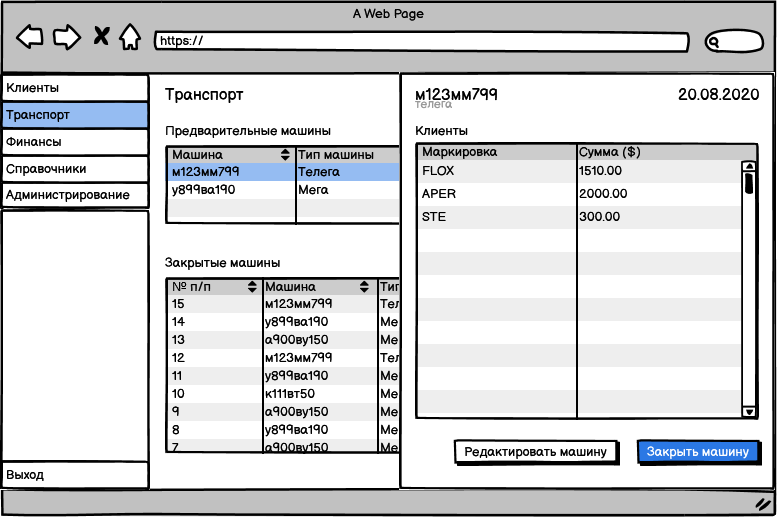 A Web Page
https://
Клиенты
Транспорт
Финансы
Справочники
Администрирование
Выход
Транспорт
Предварительные машины
Машина Тип машины
м123мм799 Телега
у899ва190 Мега
Закрытые машины
№ п/п Машина Тип
15 м123мм799 Тел
14 у899ва190 Ме
13 а900ву150 Ме
12 м123мм799 Тел
11 у899ва190 Ме
10 к111вт50 Ме
9 а900ву150 Ме
8 у899ва190 Ме
7 а900ву150 Ме
м123мм799 20.08.2020
телега
Клиенты
Маркировка Сумма ($)
FLOX 1510.00
APER 2000.00
STE 300.00
Редактировать машину Закрыть машину